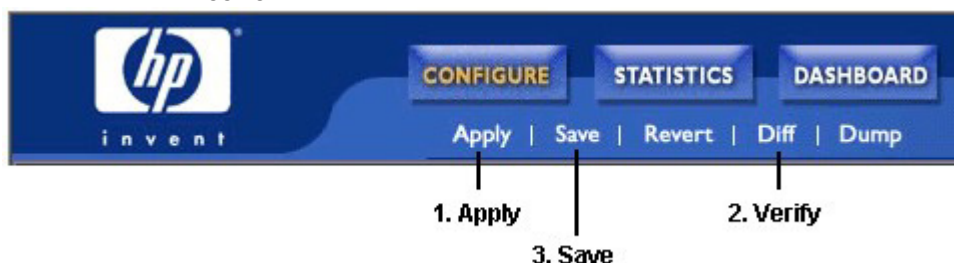 hp
invent
CONFIGURE STATISTICS DASHBOARD
Apply | Save | Revert | Diff | Dump
1. Apply 2. Verify
3. Save